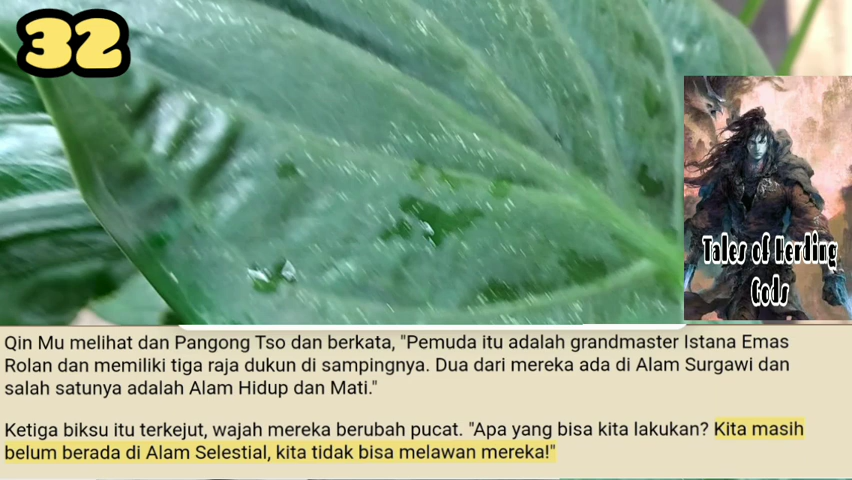 32
Tales of Herding
Gods
Qin Mu melihat dan Pangong Tso dan berkata, "Pemuda itu adalah grandmaster Istana Emas
Rolan dan memiliki tiga raja dukun di sampingnya. Dua dari mereka ada di Alam Surgawi dan
salah satunya adalah Alam Hidup dan Mati."
Ketiga biksu itu terkejut, wajah mereka berubah pucat. "Apa yang bisa kita lakukan? Kita masih
belum berada di Alam Selestial, kita tidak bisa melawan mereka!"